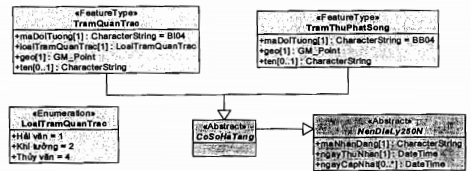 «FeatureType»
TramQuanTrac
+maDoiTuong[1] : CharacterString = BI04
+loaiTramQuanTrac[1] : LoaiTramQuanTrac
+geo[1] : GM_Point
+ten[0..1] : CharacterString
«FeatureType»
TramThuPhatSong
+maDoiTuong[1] : CharacterString = BB04
+geo[1] : GM_Point
+ten[0..1] : CharacterString
«Enumeration»
LoaiTramQuanTrac
+Hải văn = 1
+Khí tượng = 2
+Thủy văn = 4
«Abstract»
CoSoHaTang
«Abstract»
NenDiaLy250N
+maNhanDang[1] : CharacterString
+ngayThuNhan[1] : DateTime
+ngayCapNhat[0..*] : DateTime